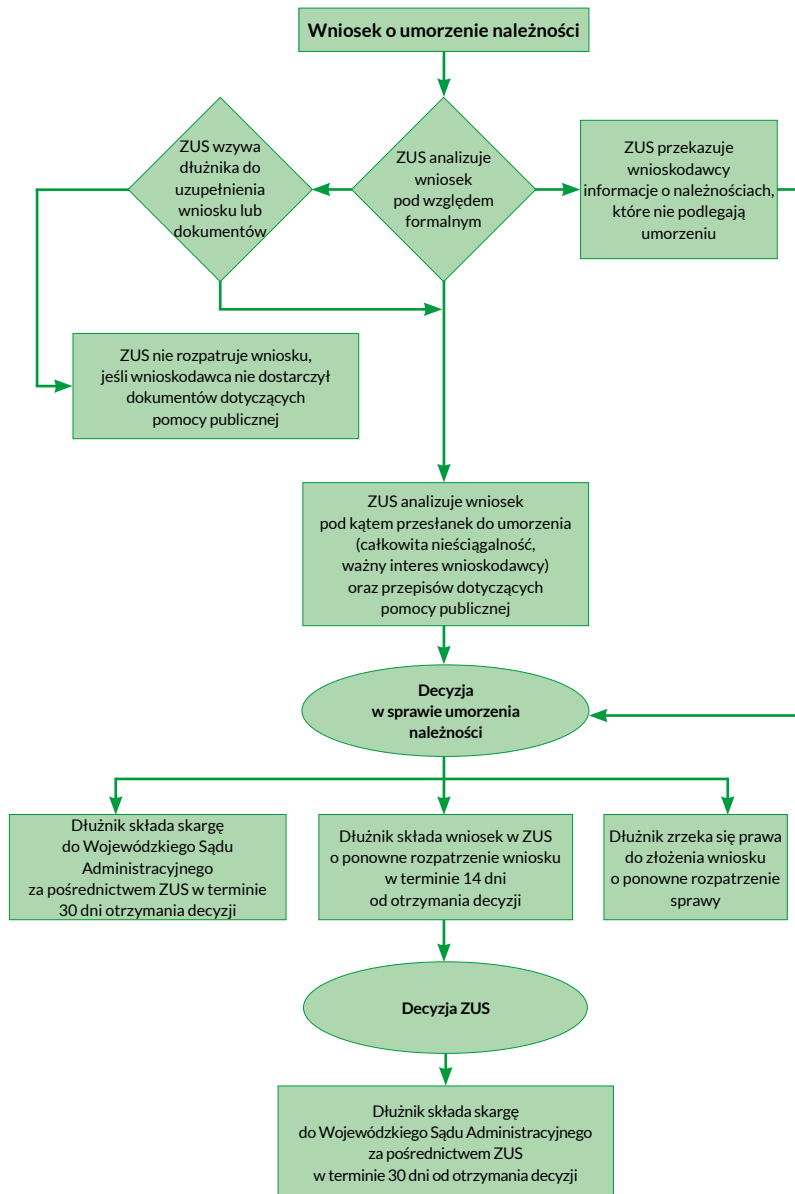 Wniosek o umorzenie należności
ZUS wzywa
dłużnika do
uzupełnienia
wniosku lub
dokumentów
ZUS analizuje
wniosek
pod względem
formalnym
ZUS przekazuje
wnioskodawcy
informacje o należnościach,
które nie podlegają
umorzeniu
ZUS nie rozpatruje wniosku,
jeśli wnioskodawca nie dostarczył
dokumentów dotyczących
pomocy publicznej
ZUS analizuje wniosek
pod kątem przesłanek do umorzenia
(całkowita nieściągalność,
ważny interes wnioskodawcy)
oraz przepisów dotyczących
pomocy publicznej
Decyzja
w sprawie umorzenia
należności
Dłużnik składa skargę
do Wojewódzkiego Sądu
Administracyjnego
za pośrednictwem ZUS w terminie
30 dni otrzymania decyzji
Dłużnik składa wniosek w ZUS
o ponowne rozpatrzenie wniosku
w terminie 14 dni
od otrzymania decyzji
Dłużnik zrzeka się prawa
do złożenia wniosku
o ponowne rozpatrzenie
sprawy
Decyzja ZUS
Dłużnik składa skargę
do Wojewódzkiego Sądu Administracyjnego
za pośrednictwem ZUS
w terminie 30 dni od otrzymania decyzji